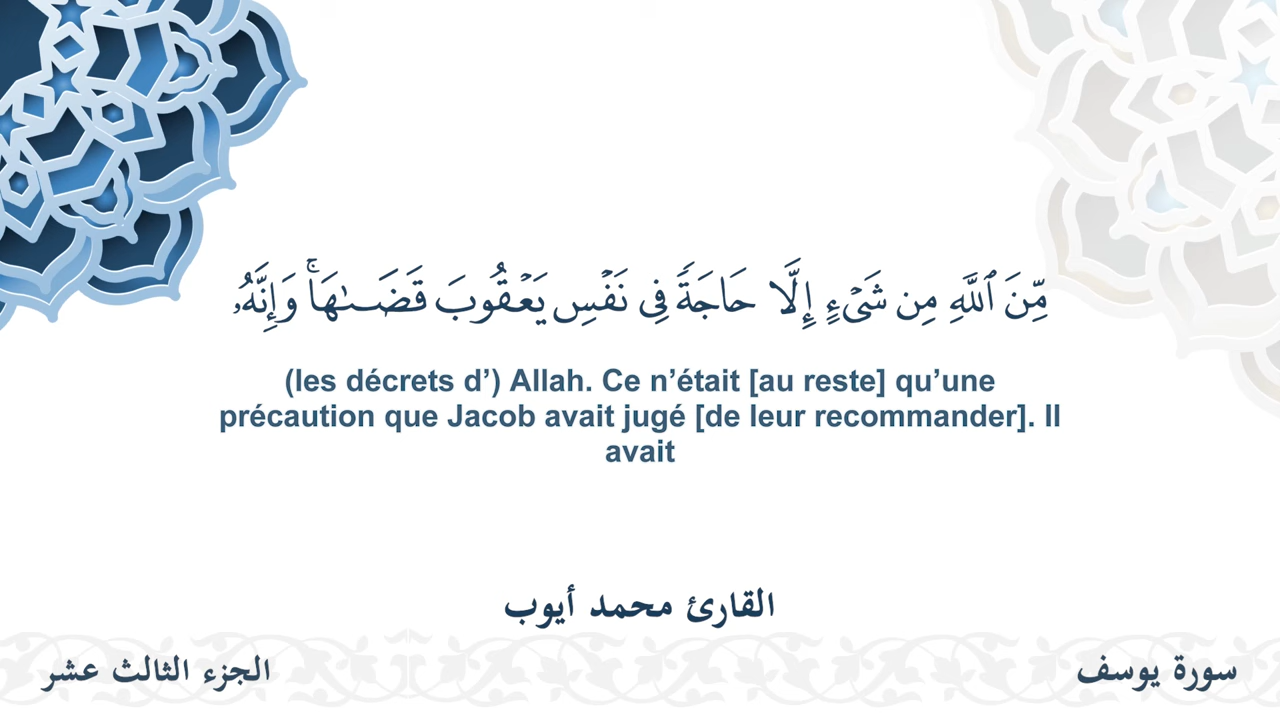 مِّنَ ٱللَّهِ مِن شَىْءٍ إِلَّا حَاجَةًۭ فِى نَفْسِ يَعْقُوبَ قَضَىٰهَا ۚ وَإِنَّهُۥ
(les décrets d’) Allah. Ce n’était [au reste] qu’une
précaution que Jacob avait jugé [de leur recommander]. Il
avait
القارئ محمد أيوب
سورة يوسف
الجزء الثالث عشر